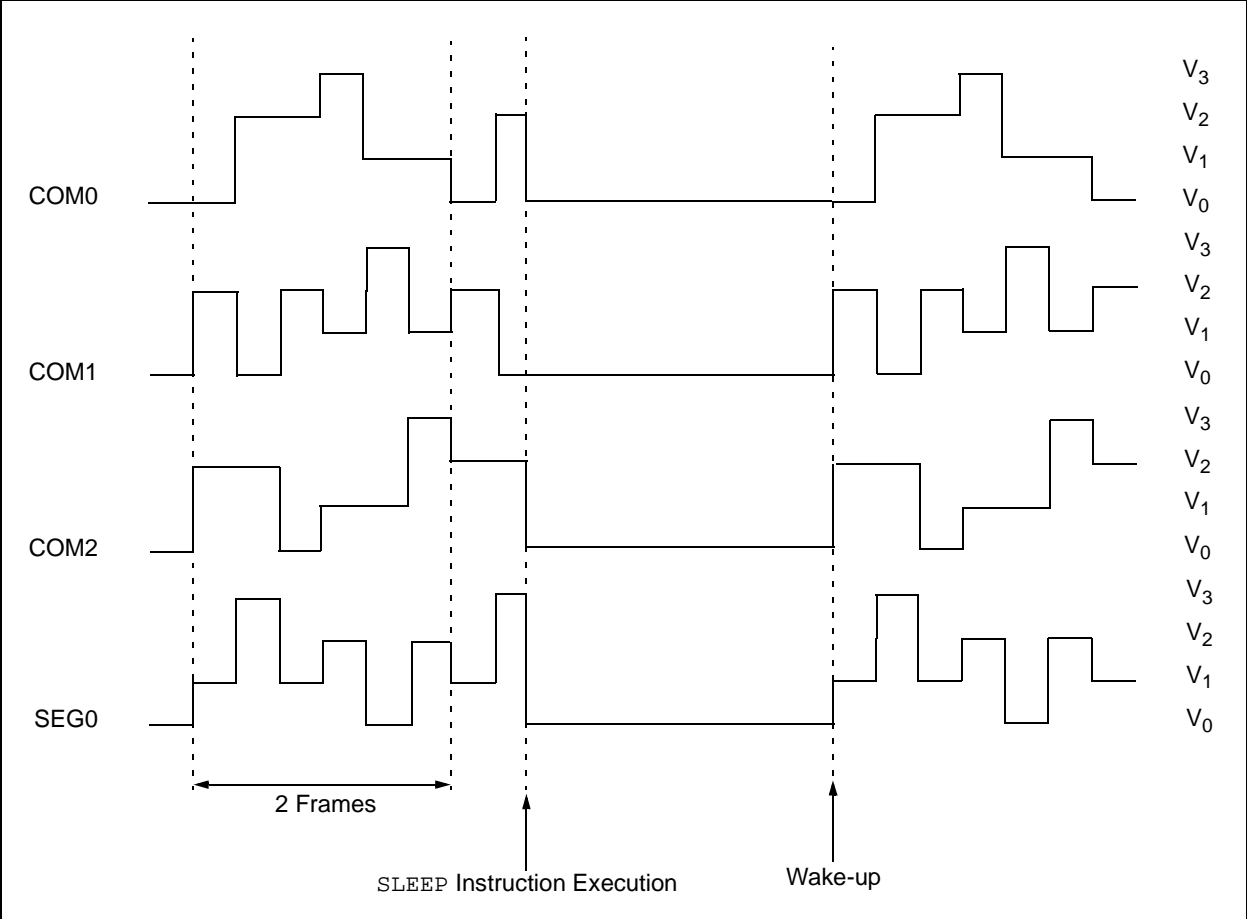 V3
V2
V1
COM0 V0
V3
V2
V1
COM1 V0
V3
V2
V1
COM2 V0
V3
V2
V1
SEG0 V0
2 Frames
SLEEP Instruction Execution
Wake-up